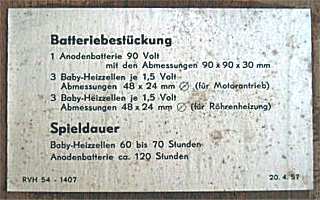 Batteriebestückung
1 Anodenbatterie 90 Volt
mit den Abmessungen 90 x 90 x 30 mm
3 Baby-Heizzellen je 1,5 Volt
Abmessungen 48 x 24 mm ∅ (für Motorantrieb)
3 Baby-Heizzellen je 1,5 Volt
Abmessungen 48 x 24 mm ∅ (für Röhrenheizung)
Spieldauer
Baby-Heizzellen 60 bis 70 Stunden
Anodenbatterie ca. 120 Stunden
RVH 54 - 1407
20. 4. 57